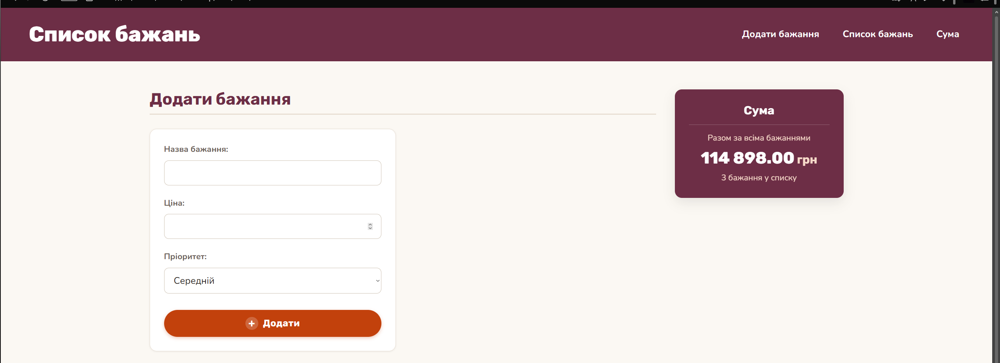 Список бажань
Додати бажання Список бажань Сума
Додати бажання
Назва бажання:
Ціна:
Пріоритет:
Середній
+ Додати
Сума
Разом за всіма бажаннями
114 898.00 грн
3 бажання у списку